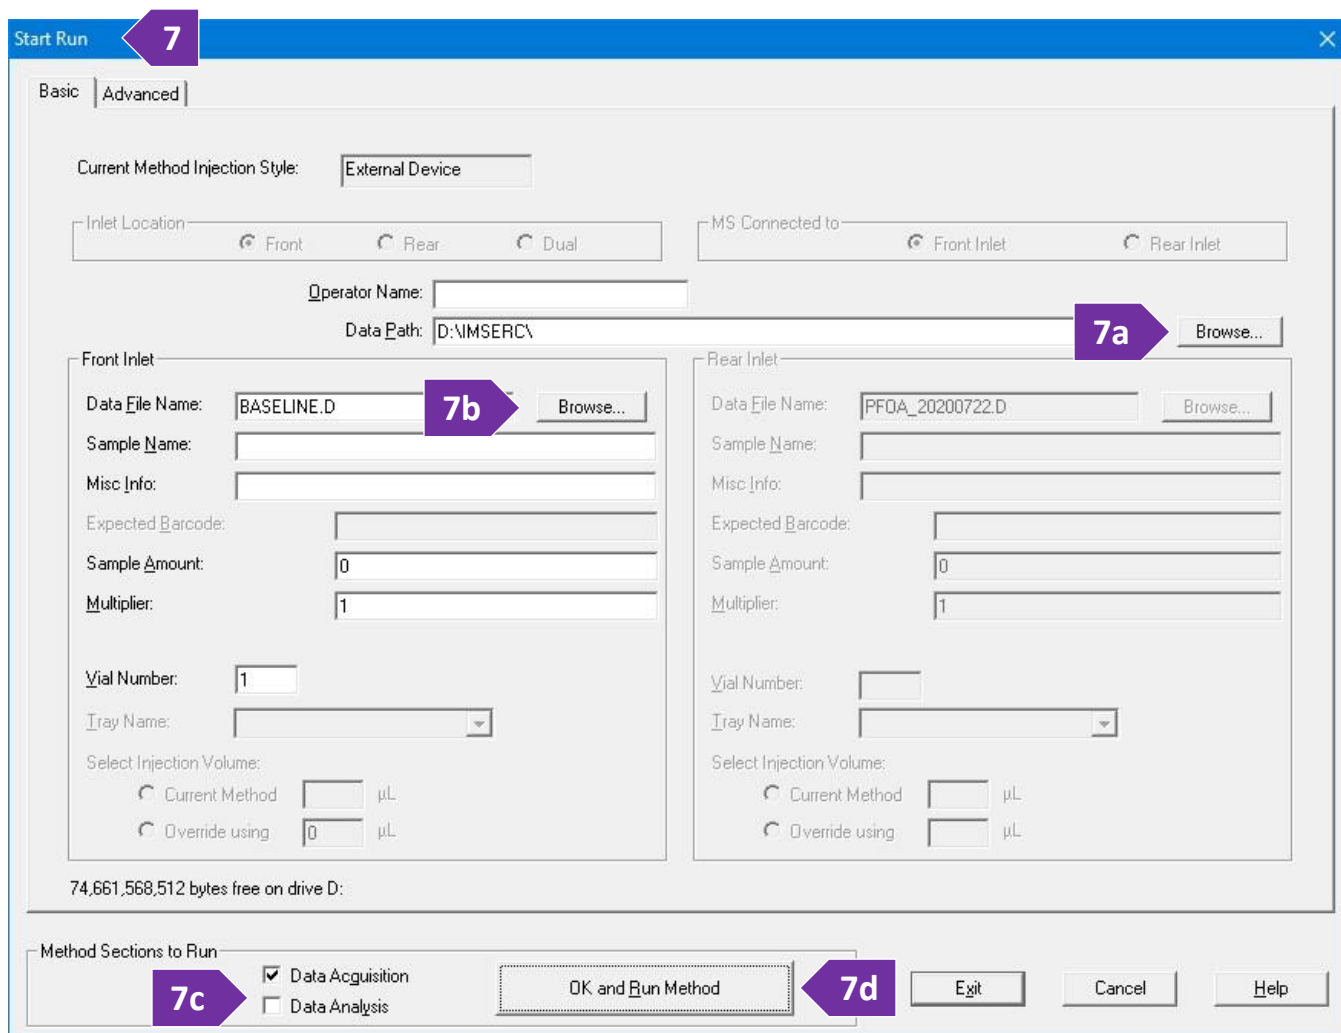 Start Run 7
Basic Advanced
Current Method Injection Style: External Device
Inlet Location Front Rear Dual
MS Connected to Front Inlet Rear Inlet
Operator Name:
Data Path: D:\IMSERC\ 7a Browse...
Front Inlet
Data File Name: BASELINE.D 7b Browse...
Sample Name:
Misc Info:
Expected Barcode:
Sample Amount: 0
Multiplier: 1
Vial Number: 1
Tray Name:
Select Injection Volume:
Current Method µL
Override using 0 µL
Rear Inlet
Data File Name: PFOA_20200722.D Browse...
Sample Name:
Misc Info:
Expected Barcode:
Sample Amount: 0
Multiplier: 1
Vial Number:
Tray Name:
Select Injection Volume:
Current Method µL
Override using µL
74,661,568,512 bytes free on drive D:
Method Sections to Run
7c Data Acquisition
Data Analysis
OK and Run Method 7d Exit Cancel Help